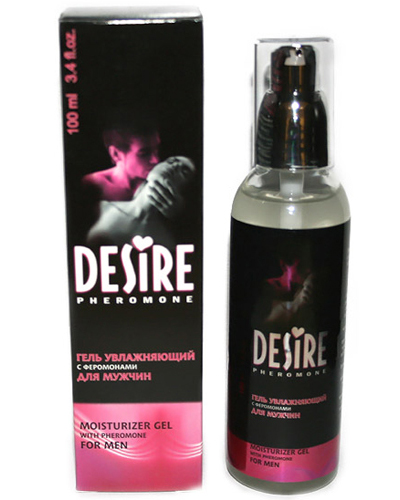 100 ml 3.4 fl.oz.
DESIRE
PHEROMONE
ГЕЛЬ УВЛАЖНЯЮЩИЙ
С ФЕРОМОНАМИ
ДЛЯ МУЖЧИН
MOISTURIZER GEL
WITH PHEROMONE
FOR MEN
DESIRE
PHEROMONE
ГЕЛЬ УВЛАЖНЯЮЩИЙ
С ФЕРОМОНАМИ
ДЛЯ МУЖЧИН
MOISTURIZER GEL
WITH PHEROMONE
FOR MEN